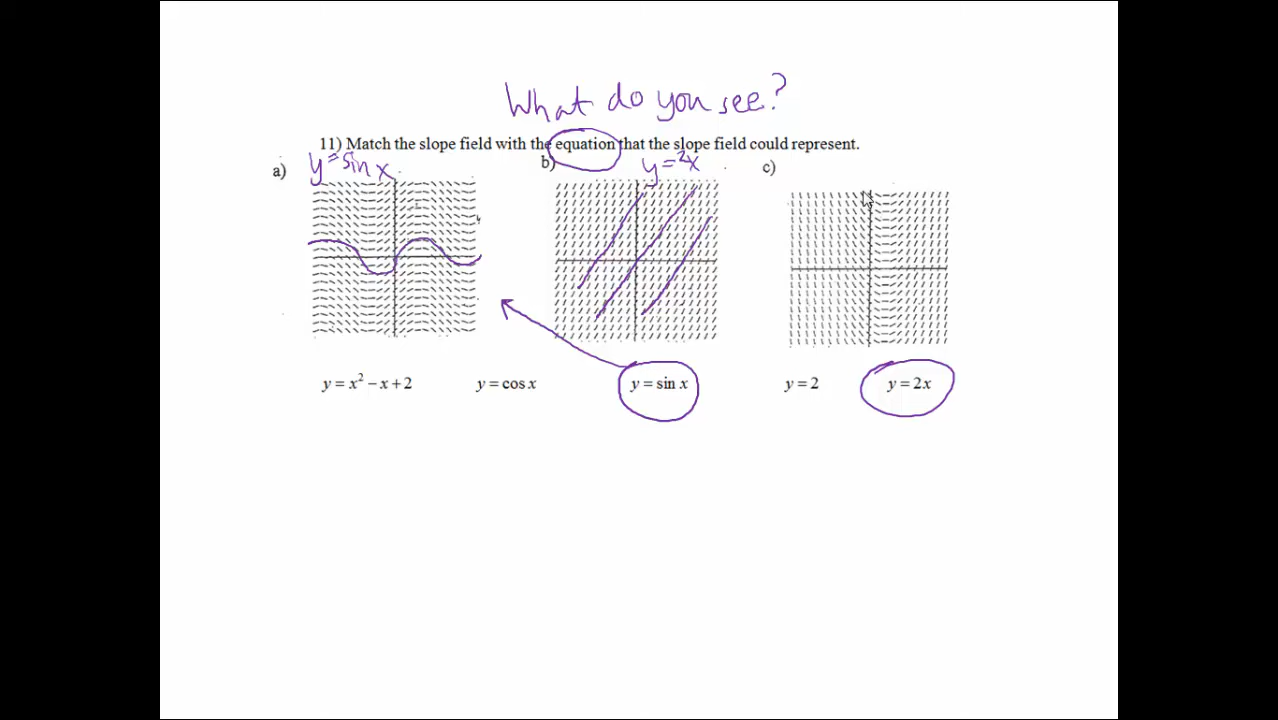 What do you see?
11) Match the slope field with the equation that the slope field could represent.
a) y = sin x b) y = 2x c)
y = x² − x + 2 y = cos x y = sin x y = 2 y = 2x